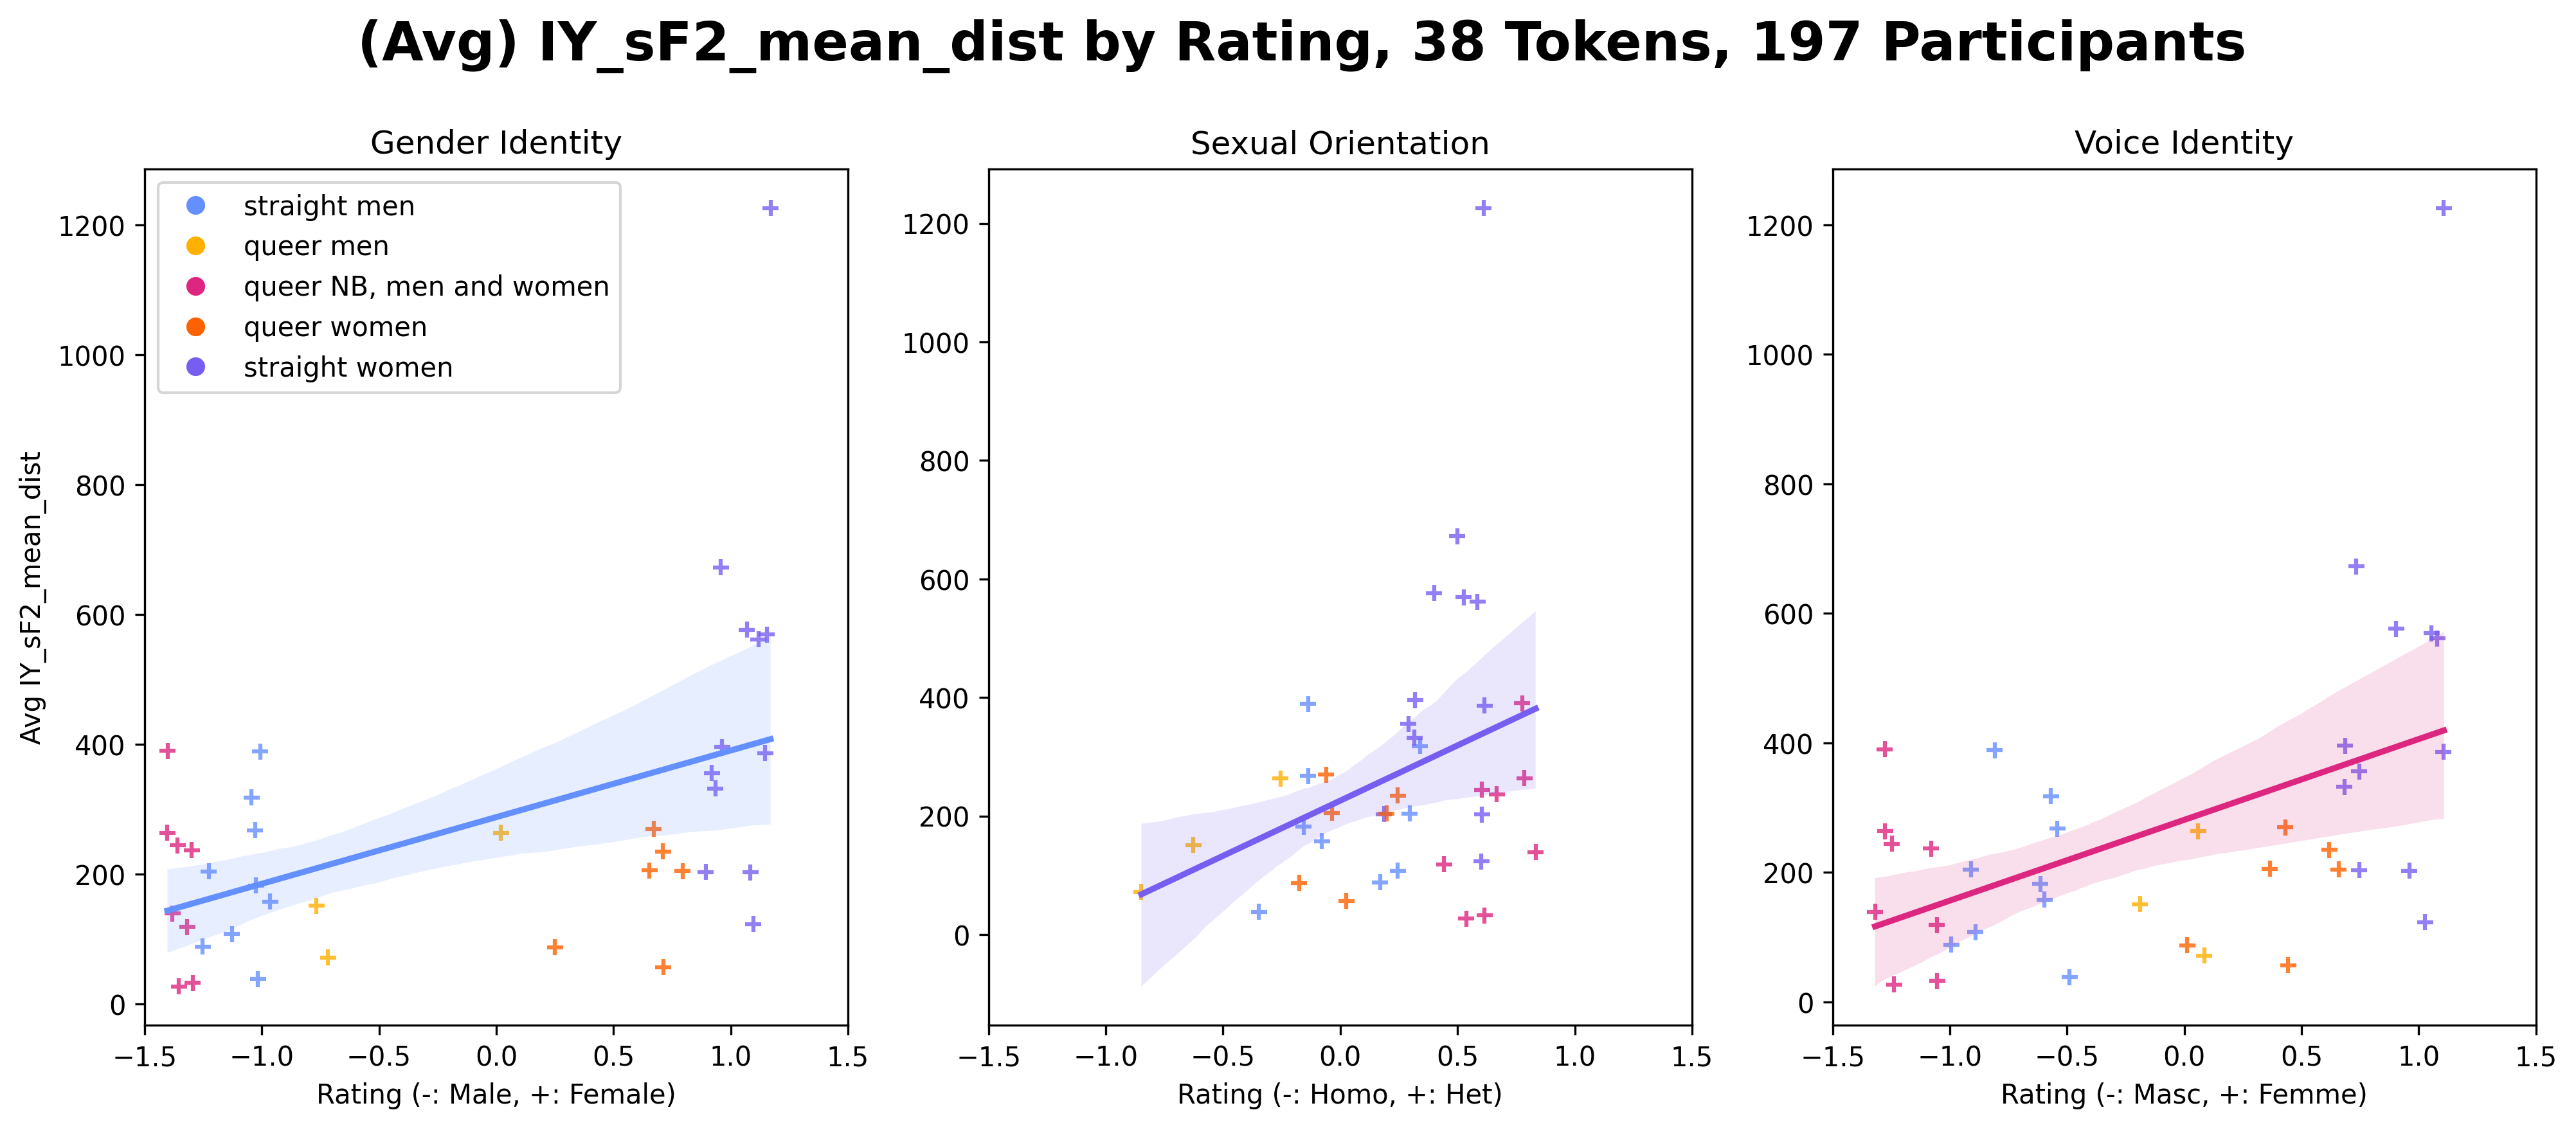 (Avg) IY_sF2_mean_dist by Rating, 38 Tokens, 197 Participants
Gender Identity
Sexual Orientation
Voice Identity
straight men
queer men
queer NB, men and women
queer women
straight women
Avg IY_sF2_mean_dist
1200
1000
800
600
400
200
0
−1.5 −1.0 −0.5 0.0 0.5 1.0 1.5
Rating (-: Male, +: Female)
1200
1000
800
600
400
200
0
−1.5 −1.0 −0.5 0.0 0.5 1.0 1.5
Rating (-: Homo, +: Het)
1200
1000
800
600
400
200
0
−1.5 −1.0 −0.5 0.0 0.5 1.0 1.5
Rating (-: Masc, +: Femme)